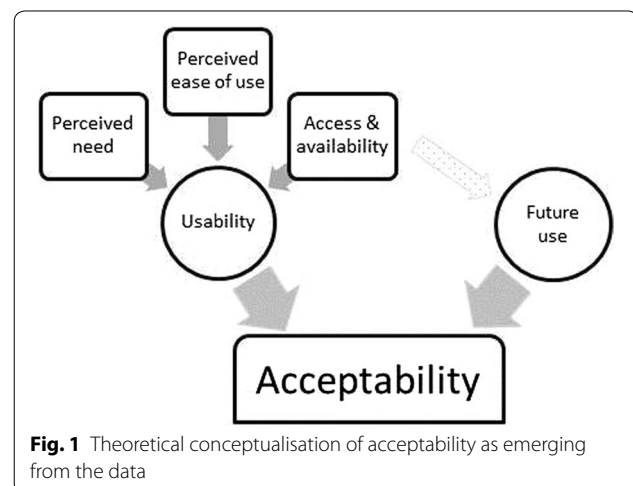 Perceived
ease of use
Perceived
need
Access &
availability
Usability
Future
use
Acceptability
Fig. 1 Theoretical conceptualisation of acceptability as emerging
from the data